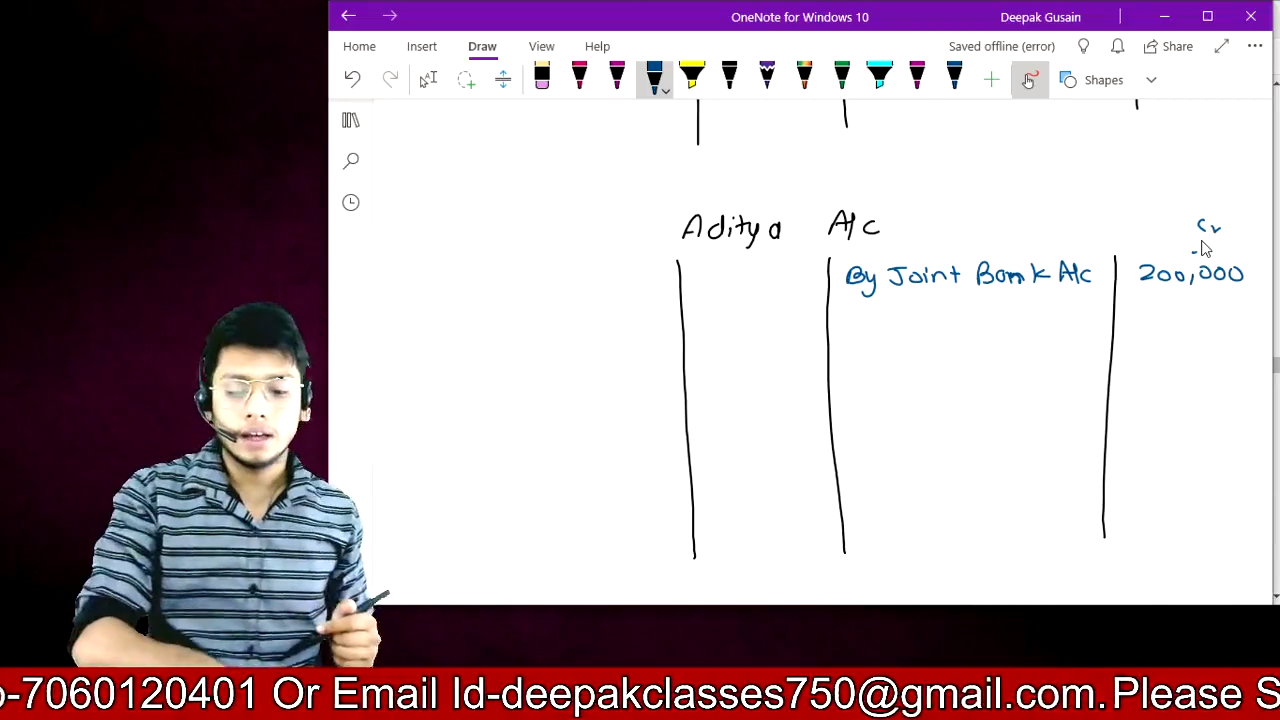 OneNote for Windows 10
Deepak Gusain
Home Insert Draw View Help
Saved offline (error)
Share
Shapes
Aditya A/c
Cr
By Joint Bank A/c 200,000
o-7060120401 Or Email Id-deepakclasses750@gmail.com. Please S